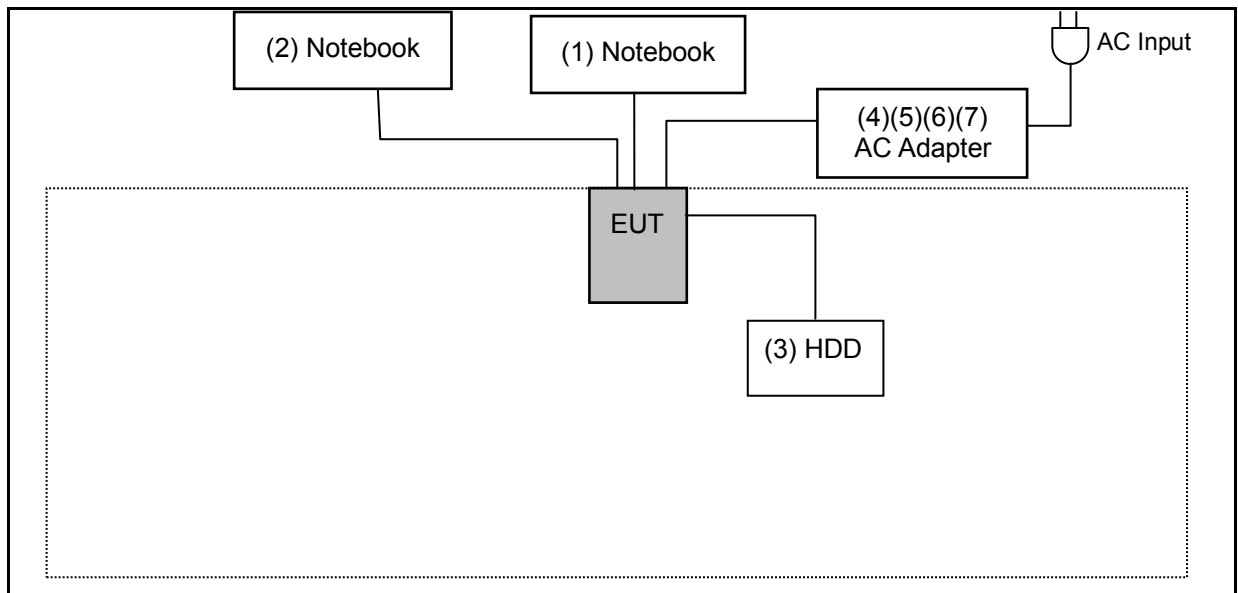 (2) Notebook
(1) Notebook
AC Input
(4)(5)(6)(7)
AC Adapter
EUT
(3) HDD